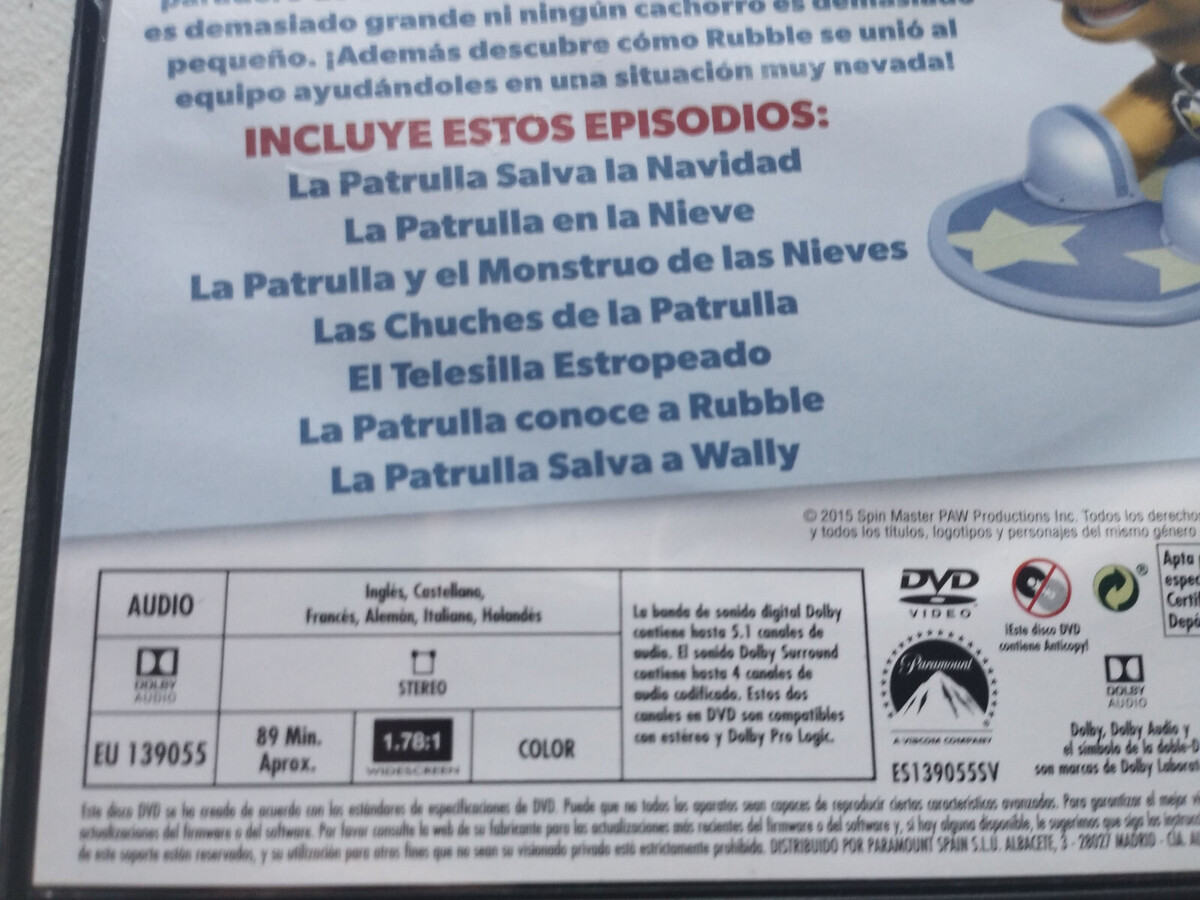 es demasiado grande ni ningún cachorro es demasiado
pequeño. ¡Además descubre cómo Rubble se unió al
equipo ayudándoles en una situación muy nevada!
INCLUYE ESTOS EPISODIOS:
La Patrulla Salva la Navidad
La Patrulla en la Nieve
La Patrulla y el Monstruo de las Nieves
Las Chuches de la Patrulla
El Telesilla Estropeado
La Patrulla conoce a Rubble
La Patrulla Salva a Wally
© 2015 Spin Master PAW Productions Inc. Todos los derechos
y todos los títulos, logotipos y personajes del mismo género
AUDIO
Inglés, Castellano,
Francés, Alemán, Italiano, Holandés
DOLBY
AUDIO
STEREO
EU 139055
89 Min.
Aprox.
1.78:1
WIDESCREEN
COLOR
La banda de sonido digital Dolby
contiene hasta 5.1 canales de
audio. El sonido Dolby Surround
contiene hasta 4 canales de
audio codificado. Estos dos
canales en DVD son compatibles
con estéreo y Dolby Pro Logic.
DVD
VIDEO
¡Este disco DVD
contiene Anticopy!
®
Apta
espec
Certi
Depó
Paramount
A VIACOM COMPANY
ES139055SV
DOLBY
AUDIO
Dolby, Dolby Audio y
el símbolo de la doble-D
son marcas de Dolby Laborat
Este disco DVD se ha creado de acuerdo con los estándares de especificaciones de DVD. Puede que no todos los aparatos sean capaces de reproducir ciertas características avanzadas. Para garantizar el mejor
actualizaciones del firmware o del software. Por favor consulte la web de su fabricante para las actualizaciones más recientes del firmware o del software y, si hay alguna disponible, le sugerimos que siga las
de este soporte están reservados, y su utilización para otros fines que no sean su visionado privado está estrictamente prohibida. DISTRIBUIDO POR PARAMOUNT SPAIN S.L.U. ALBACETE, 3 - 28027 MADRID - CIA.